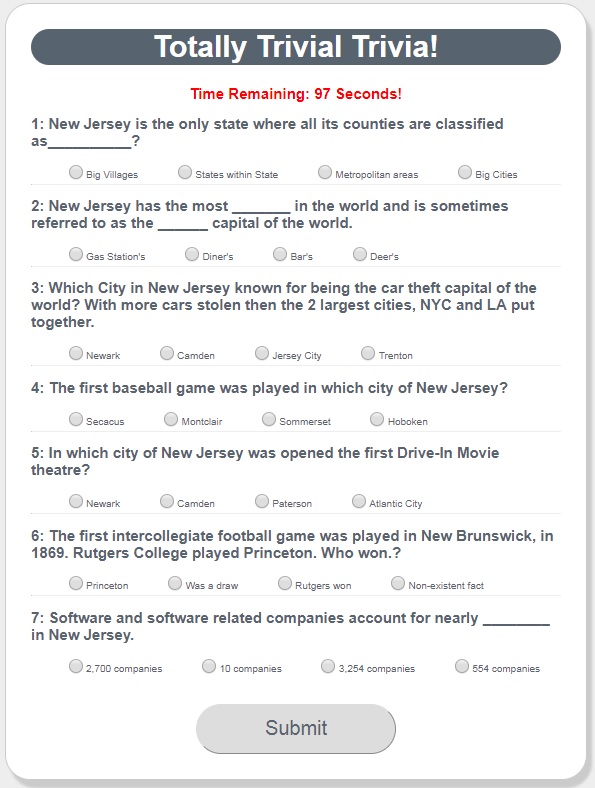 Totally Trivial Trivia!
Time Remaining: 97 Seconds!
1: New Jersey is the only state where all its counties are classified
as__________?
Big Villages States within State Metropolitan areas Big Cities
2: New Jersey has the most _______ in the world and is sometimes
referred to as the ______ capital of the world.
Gas Station's Diner's Bar's Deer's
3: Which City in New Jersey known for being the car theft capital of the
world? With more cars stolen then the 2 largest cities, NYC and LA put
together.
Newark Camden Jersey City Trenton
4: The first baseball game was played in which city of New Jersey?
Secacus Montclair Sommerset Hoboken
5: In which city of New Jersey was opened the first Drive-In Movie
theatre?
Newark Camden Paterson Atlantic City
6: The first intercollegiate football game was played in New Brunswick, in
1869. Rutgers College played Princeton. Who won.?
Princeton Was a draw Rutgers won Non-existent fact
7: Software and software related companies account for nearly ________
in New Jersey.
2,700 companies 10 companies 3,254 companies 554 companies
Submit